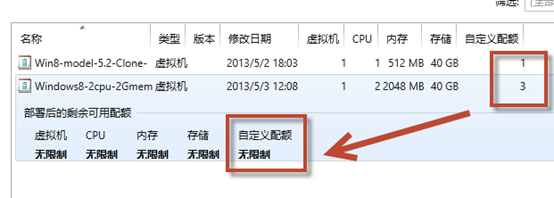 筛选:
名称 类型 版本 修改日期 虚拟机 CPU 内存 存储 自定义配额
Win8-model-5.2-Clone- 虚拟机 2013/5/2 18:03 1 1 512 MB 40 GB 1
Windows8-2cpu-2Gmem 虚拟机 2013/5/3 12:08 1 2 2048 MB 40 GB 3
部署后的剩余可用配额
虚拟机 CPU 内存 存储 自定义配额
无限制 无限制 无限制 无限制 无限制